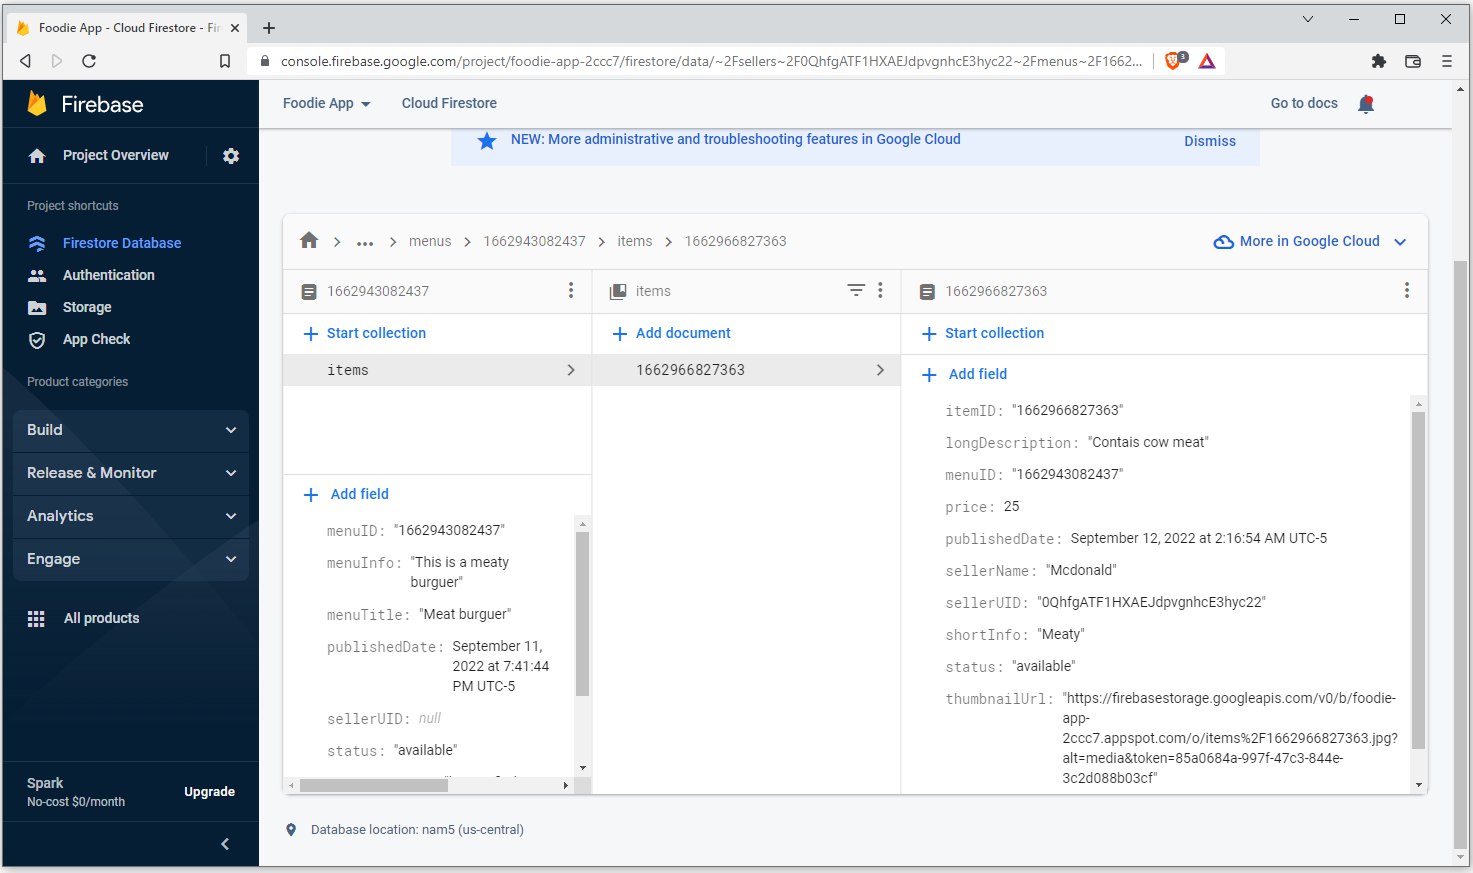 Foodie App - Cloud Firestore - Fir
console.firebase.google.com/project/foodie-app-2ccc7/firestore/data/~2Fsellers~2F0QhfgATF1HXAEJdpvgnhcE3hyc22~2Fmenus~2F1662...
3
Firebase
Foodie App
Cloud Firestore
Go to docs
NEW: More administrative and troubleshooting features in Google Cloud
Dismiss
Project Overview
Project shortcuts
Firestore Database
Authentication
Storage
App Check
Product categories
Build
Release & Monitor
Analytics
Engage
All products
Spark
No-cost $0/month
Upgrade
... menus 1662943082437 items 1662966827363
More in Google Cloud
1662943082437
Start collection
items
Add field
menuID: "1662943082437"
menuInfo: "This is a meaty
burguer"
menuTitle: "Meat burguer"
publishedDate: September 11,
2022 at 7:41:44
PM UTC-5
sellerUID: null
status: "available"
items
Add document
1662966827363
1662966827363
Start collection
Add field
itemID: "1662966827363"
longDescription: "Contais cow meat"
menuID: "1662943082437"
price: 25
publishedDate: September 12, 2022 at 2:16:54 AM UTC-5
sellerName: "Mcdonald"
sellerUID: "0QhfgATF1HXAEJdpvgnhcE3hyc22"
shortInfo: "Meaty"
status: "available"
thumbnailUrl: "https://firebasestorage.googleapis.com/v0/b/foodie-
app-
2ccc7.appspot.com/o/items%2F1662966827363.jpg?
alt=media&token=85a0684a-997f-47c3-844e-
3c2d088b03cf"
Database location: nam5 (us-central)